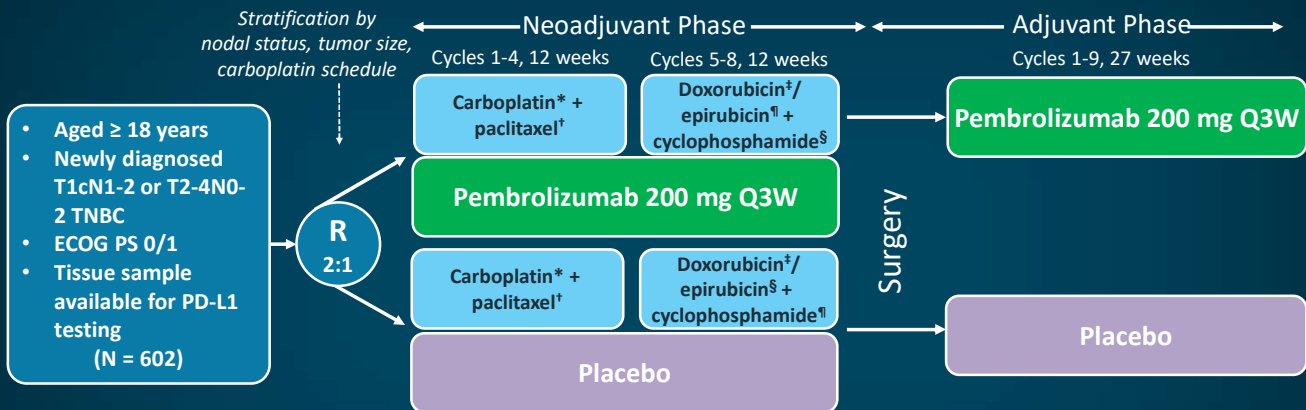 Stratification by
nodal status, tumor size,
carboplatin schedule
Neoadjuvant Phase
Adjuvant Phase
Cycles 1-4, 12 weeks
Cycles 5-8, 12 weeks
Cycles 1-9, 27 weeks
• Aged ≥ 18 years
• Newly diagnosed
T1cN1-2 or T2-4N0-
2 TNBC
• ECOG PS 0/1
• Tissue sample
available for PD-L1
testing
(N = 602)
R
2:1
Carboplatin* +
paclitaxel†
Doxorubicin‡/
epirubicin¶ +
cyclophosphamide§
Pembrolizumab 200 mg Q3W
Carboplatin* +
paclitaxel†
Doxorubicin‡/
epirubicin§ +
cyclophosphamide¶
Placebo
Surgery
Pembrolizumab 200 mg Q3W
Placebo